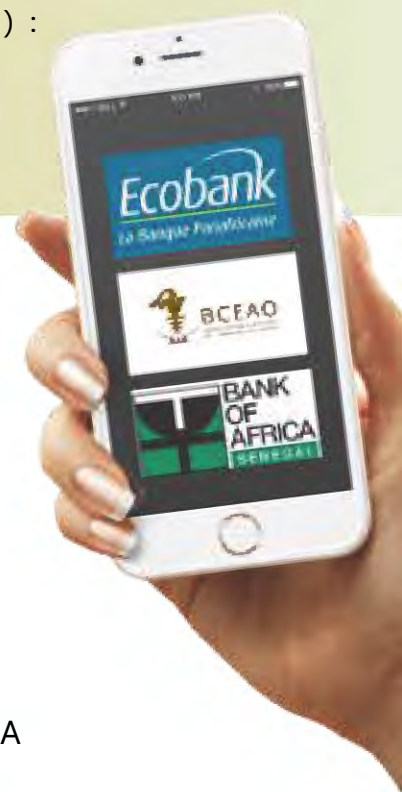 ) :
Ecobank
La Banque Panafricaine
BCEAO
BANK
OF
AFRICA
SENEGAL
A